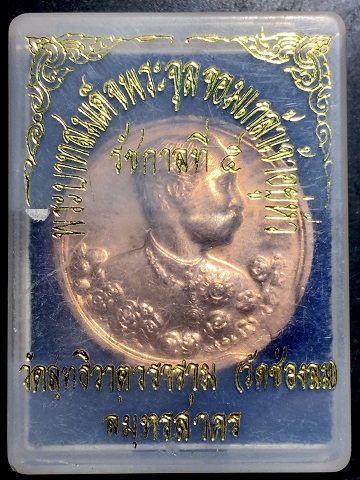 พระบาทสมเด็จพระจุลจอมเกล้าเจ้าอยู่หัว
รัชกาลที่ ๕
วัดสุทธิวาตวราราม (วัดช่องลม)
สมุทรสาคร